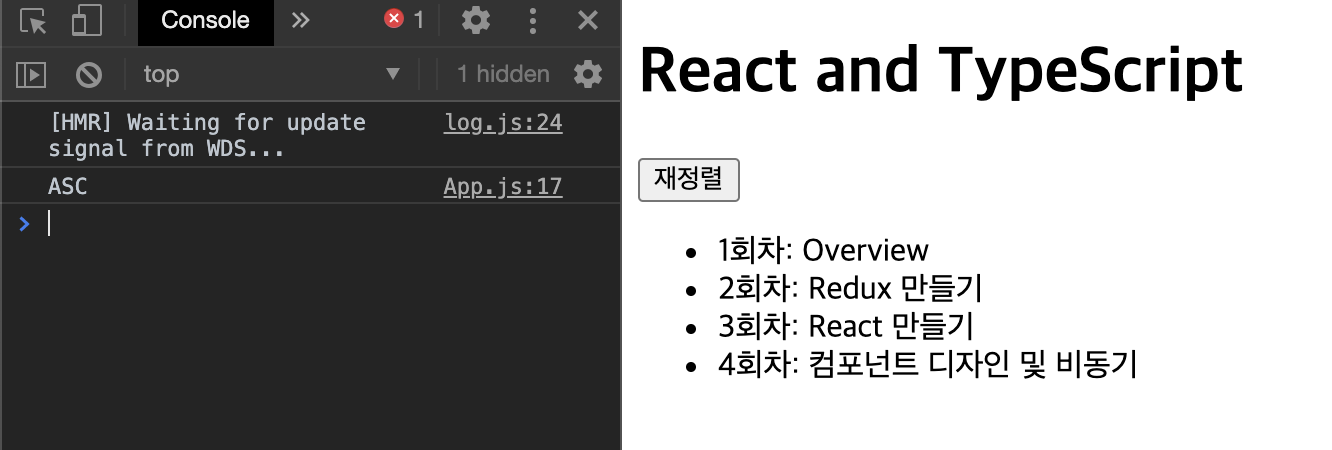 Console
1
top
1 hidden
[HMR] Waiting for update log.js:24
signal from WDS...
ASC App.js:17
React and TypeScript
재정렬
1회차: Overview
2회차: Redux 만들기
3회차: React 만들기
4회차: 컴포넌트 디자인 및 비동기